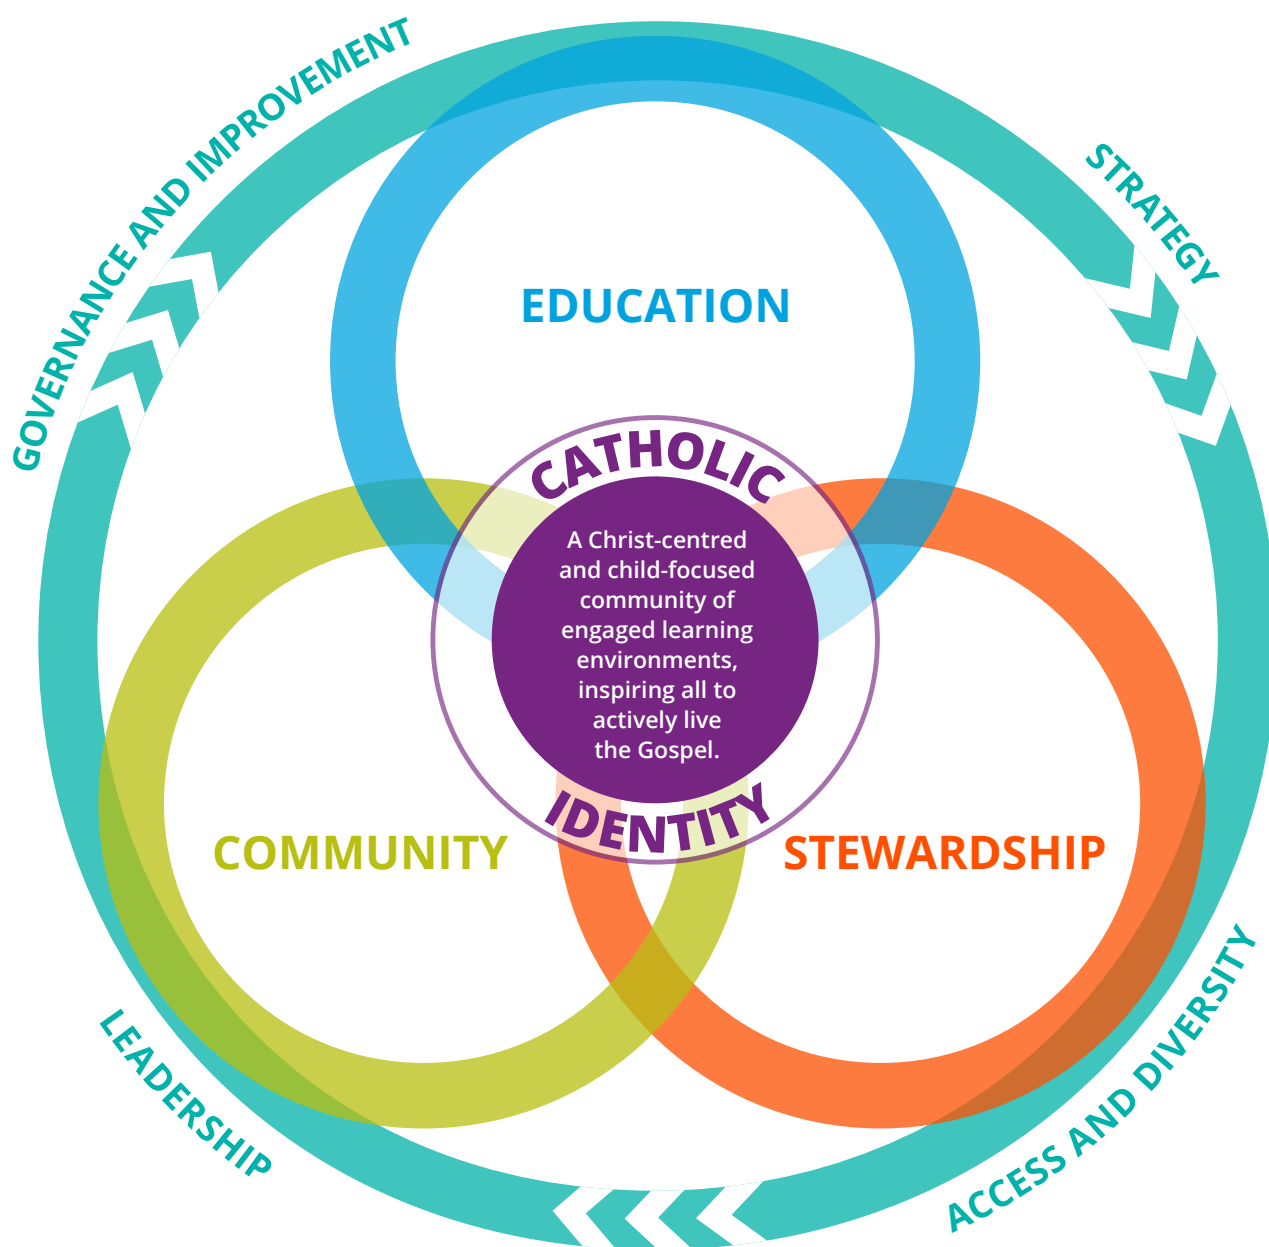 GOVERNANCE AND IMPROVEMENT
STRATEGY
EDUCATION
CATHOLIC
A Christ-centred
and child-focused
community of
engaged learning
environments,
inspiring all to
actively live
the Gospel.
IDENTITY
COMMUNITY
STEWARDSHIP
LEADERSHIP
ACCESS AND DIVERSITY